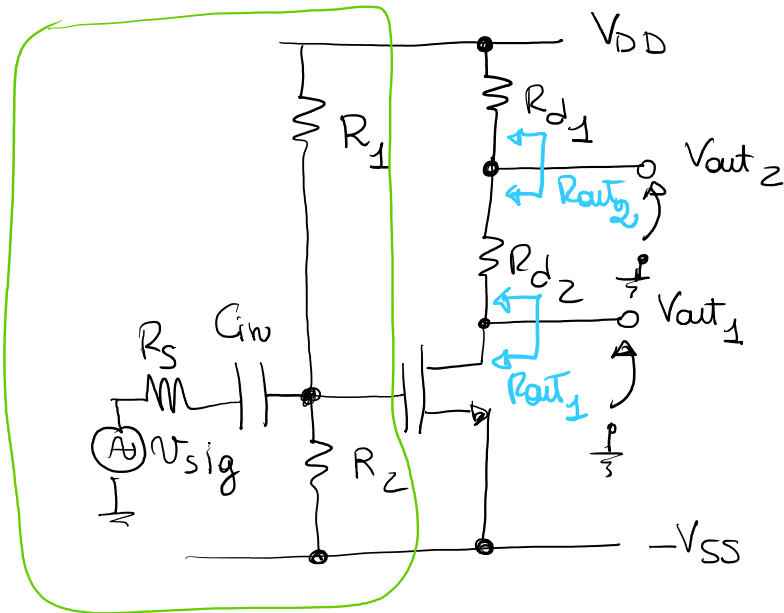 VDD
Rd1
R1
Vout2
Rout2
Rd2
Vout1
Cin
Rs
Rout1
Vsig
R2
-VSS